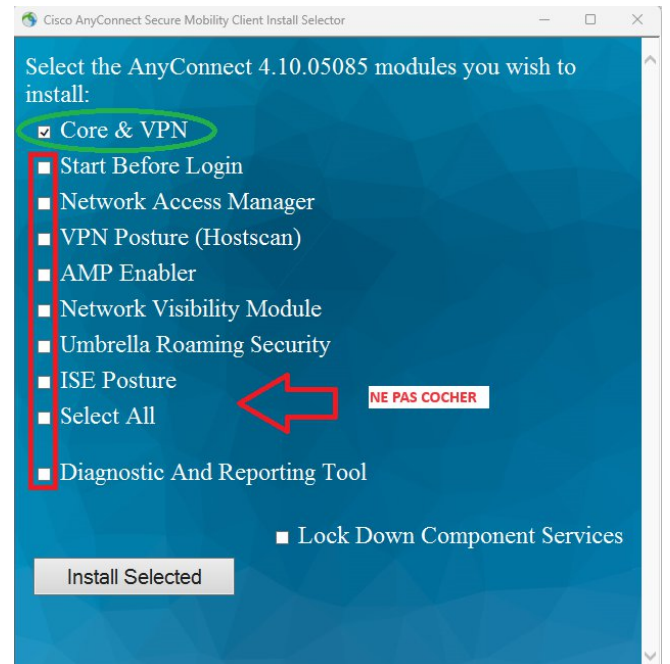 Cisco AnyConnect Secure Mobility Client Install Selector
Select the AnyConnect 4.10.05085 modules you wish to
install:
Core & VPN
Start Before Login
Network Access Manager
VPN Posture (Hostscan)
AMP Enabler
Network Visibility Module
Umbrella Roaming Security
ISE Posture
NE PAS COCHER
Select All
Diagnostic And Reporting Tool
Lock Down Component Services
Install Selected